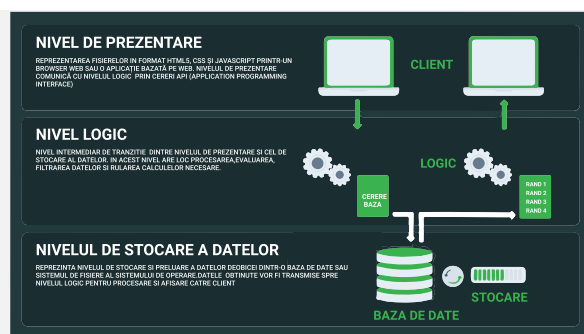 NIVEL DE PREZENTARE
REPREZENTAREA FISIERELOR IN FORMAT HTML5, CSS ȘI JAVASCRIPT PRINTR-UN
BROWSER WEB SAU O APLICAȚIE BAZATĂ PE WEB. NIVELUL DE PREZENTARE
COMUNICĂ CU NIVELUL LOGIC PRIN CERERI API (APPLICATION PROGRAMMING
INTERFACE)
CLIENT
NIVEL LOGIC
NIVEL INTERMEDIAR DE TRANZITIE DINTRE NIVELUL DE PREZENTARE SI CEL DE
STOCARE AL DATELOR. IN ACEST NIVEL ARE LOC PROCESAREA,EVALUAREA,
FILTRAREA DATELOR SI RULAREA CALCULELOR NECESARE.
LOGIC
CERERE
BAZA
RAND 1
RAND 2
RAND 3
RAND 4
NIVELUL DE STOCARE A DATELOR
REPREZINTA NIVELUL DE STOCARE SI PRELUARE A DATELOR DEOBICEI DINTR-O BAZA DE DATE SAU
SISTEMUL DE FISIERE AL SISTEMULUI DE OPERARE.DATELE OBTINUTE VOR FI TRANSMISE SPRE
NIVELUL LOGIC PENTRU PROCESARE SI AFISARE CATRE CLIENT
STOCARE
BAZA DE DATE